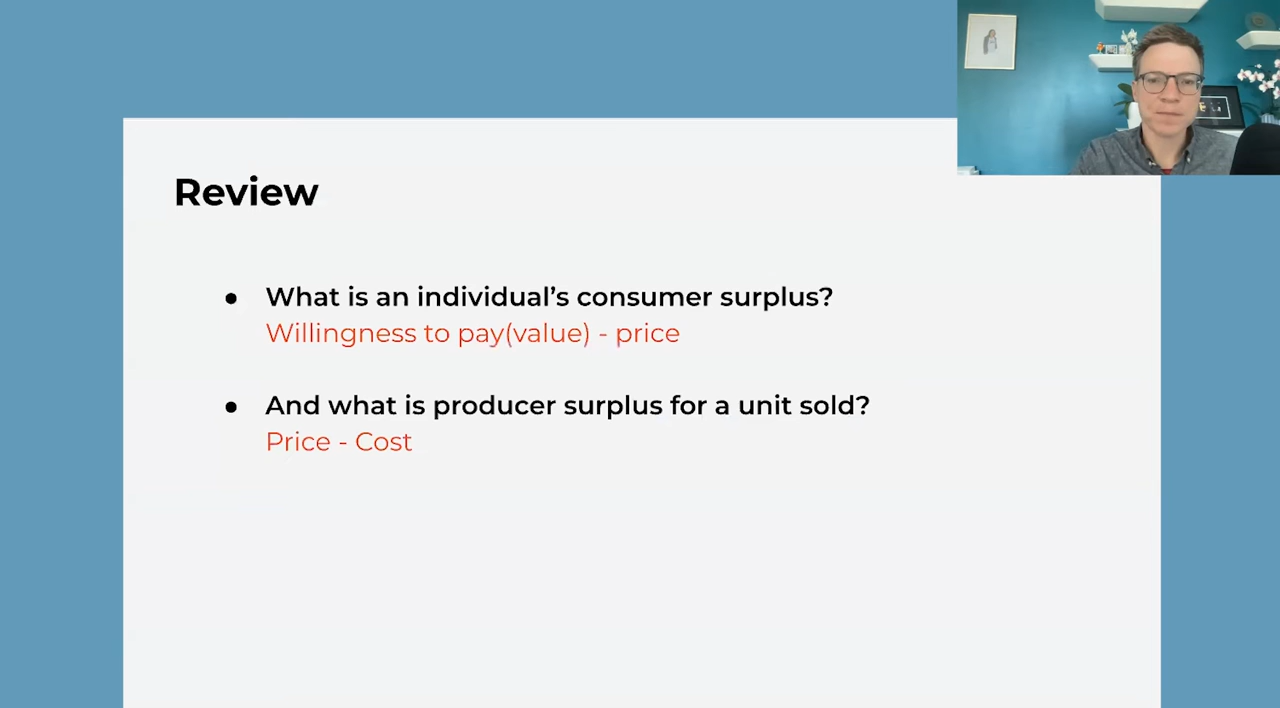 Review
● What is an individual’s consumer surplus?
Willingness to pay(value) - price
● And what is producer surplus for a unit sold?
Price - Cost